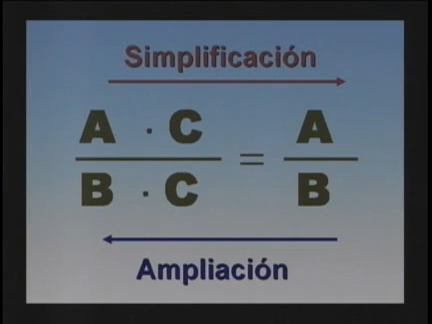 Simplificación
A · C = A
B · C B
Ampliación